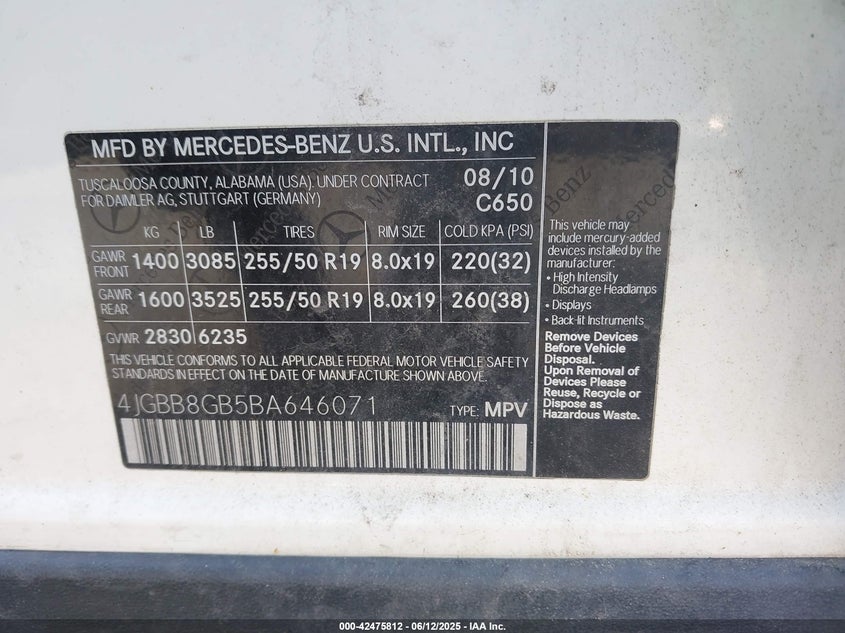 MFD BY MERCEDES-BENZ U.S. INTL., INC
TUSCALOOSA COUNTY, ALABAMA (USA). UNDER CONTRACT
FOR DAIMLER AG, STUTTGART (GERMANY)
08/10
C650
KG LB TIRES RIM SIZE COLD KPA (PSI)
GAWR FRONT 1400 3085 255/50 R19 8.0x19 220(32)
GAWR REAR 1600 3525 255/50 R19 8.0x19 260(38)
GVWR 2830 6235
THIS VEHICLE CONFORMS TO ALL APPLICABLE FEDERAL MOTOR VEHICLE SAFETY
STANDARDS IN EFFECT ON THE DATE OF MANUFACTURE SHOWN ABOVE.
4JGBB8GB5BA646071 TYPE: MPV
This vehicle may
include mercury-added
devices installed by the
manufacturer:
• High Intensity
Discharge Headlamps
• Displays
• Back-lit Instruments
Remove Devices
Before Vehicle
Disposal.
Upon Removal of
Devices Please
Reuse, Recycle or
Dispose as
Hazardous Waste.
000-42475812 - 06/12/2025 - IAA Inc.